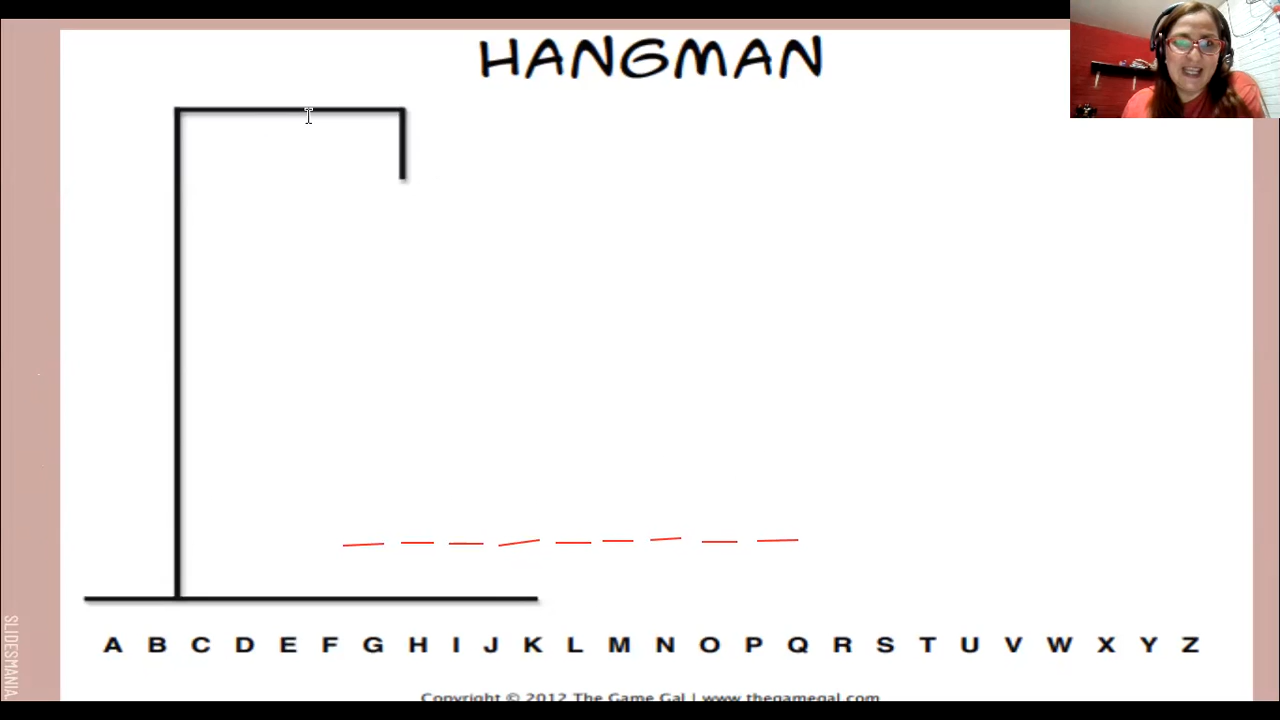 HANGMAN
A B C D E F G H I J K L M N O P Q R S T U V W X Y Z
Copyright © 2012 The Game Gal | www.thegamegal.com
SLIDESMANIA.